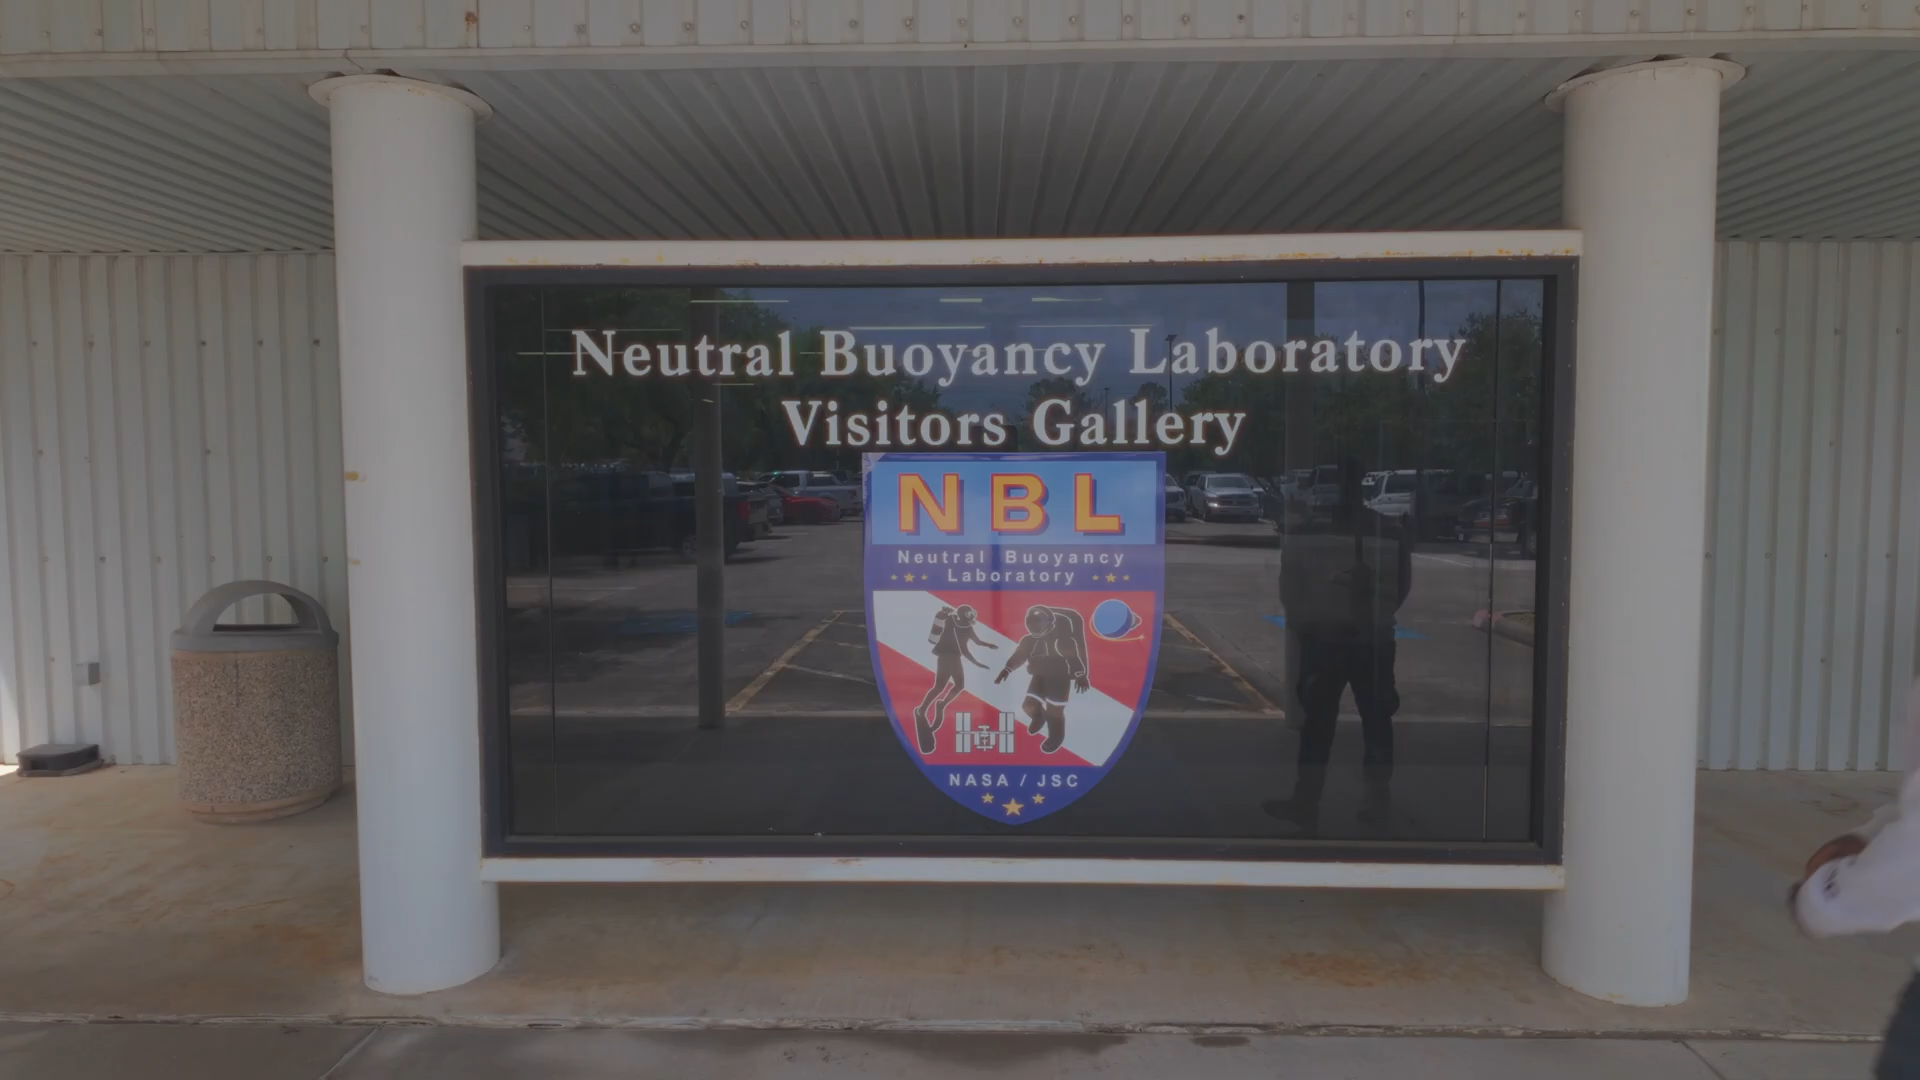 Neutral Buoyancy Laboratory
Visitors Gallery
NBL
Neutral Buoyancy
Laboratory
NASA / JSC